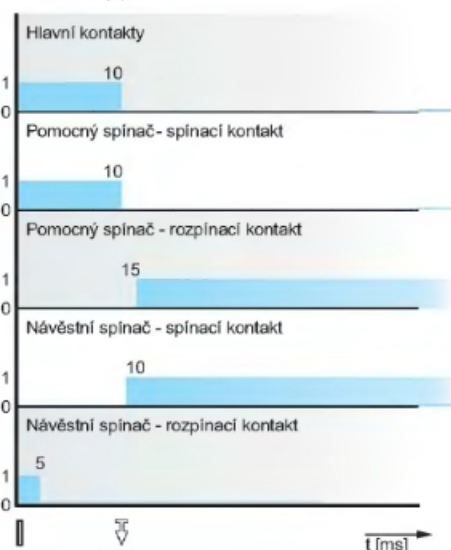 Hlavní kontakty
10
1
0
Pomocný spínač- spínací kontakt
10
1
0
Pomocný spínač - rozpínací kontakt
15
1
0
Návěstní spínač - spínací kontakt
10
1
0
Návěstní spínač - rozpínací kontakt
5
1
0
t [ms]